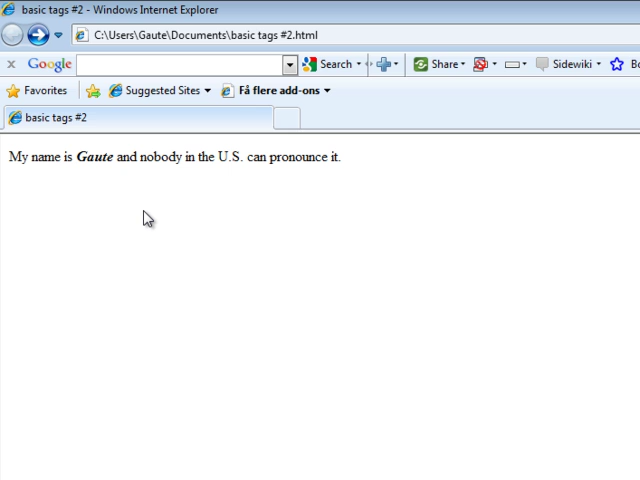 basic tags #2 - Windows Internet Explorer
C:\Users\Gaute\Documents\basic tags #2.html
x Google Search Share Sidewiki
Favorites Suggested Sites Få flere add-ons
basic tags #2
My name is Gaute and nobody in the U.S. can pronounce it.